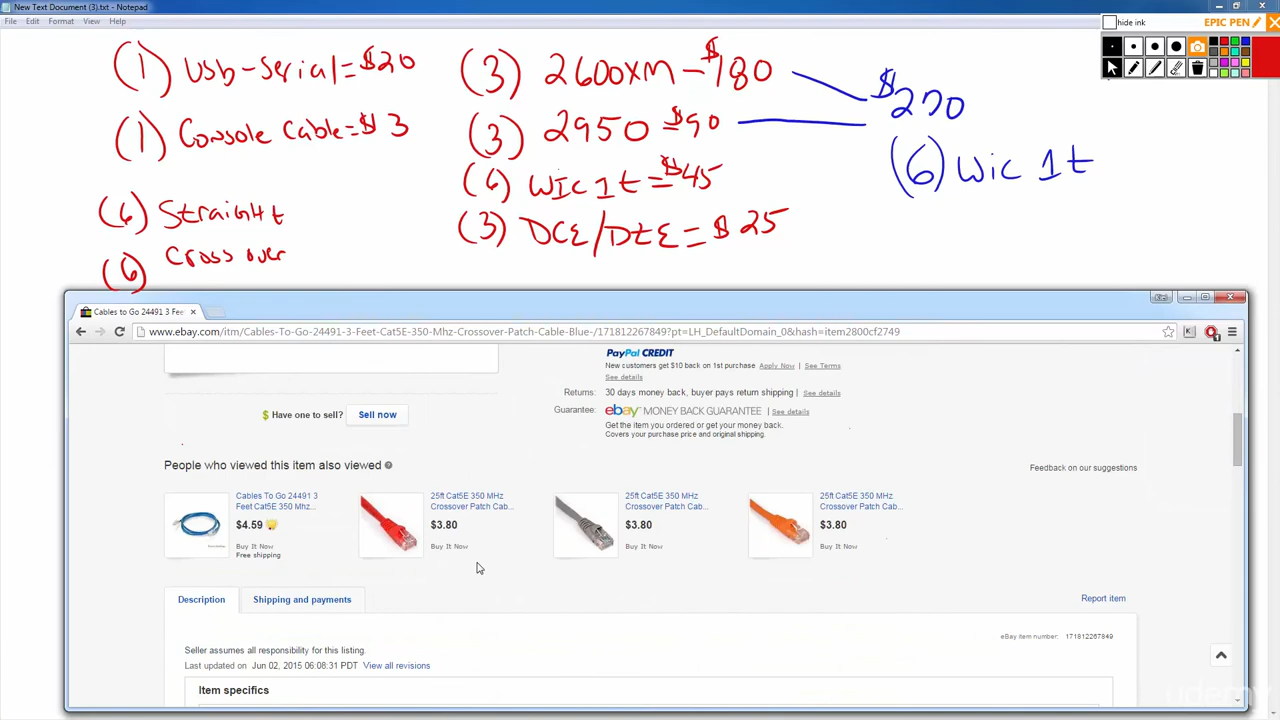 New Text Document (3).txt - Notepad
File Edit Format View Help
hide ink
EPIC PEN
(1) Usb-Serial=$20
(1) Console Cable=$3
(6) Straight
(6) Cross over
(3) 2600XM-$180
(3) 2950=$90
(6) Wic 1t=$45
(3) DCE/DtE=$25
$270
(6) Wic 1t
Cables to Go 24491 3 Feet
www.ebay.com/itm/Cables-To-Go-24491-3-Feet-Cat5E-350-Mhz-Crossover-Patch-Cable-Blue-/171812267849?pt=LH_DefaultDomain_0&hash=item2800cf2749
PayPal CREDIT
New customers get $10 back on 1st purchase Apply Now | See Terms
See details
Returns: 30 days money back, buyer pays return shipping | See details
Guarantee: ebay MONEY BACK GUARANTEE | See details
Get the item you ordered or get your money back.
Covers your purchase price and original shipping.
Have one to sell? Sell now
People who viewed this item also viewed
Feedback on our suggestions
Cables To Go 24491 3
Feet Cat5E 350 Mhz...
$4.59
Buy It Now
Free shipping
25ft Cat5E 350 MHz
Crossover Patch Cab...
$3.80
Buy It Now
25ft Cat5E 350 MHz
Crossover Patch Cab...
$3.80
Buy It Now
25ft Cat5E 350 MHz
Crossover Patch Cab...
$3.80
Buy It Now
Description Shipping and payments
Report item
eBay item number: 171812267849
Seller assumes all responsibility for this listing.
Last updated on Jun 02, 2015 06:08:31 PDT View all revisions
Item specifics
udemy